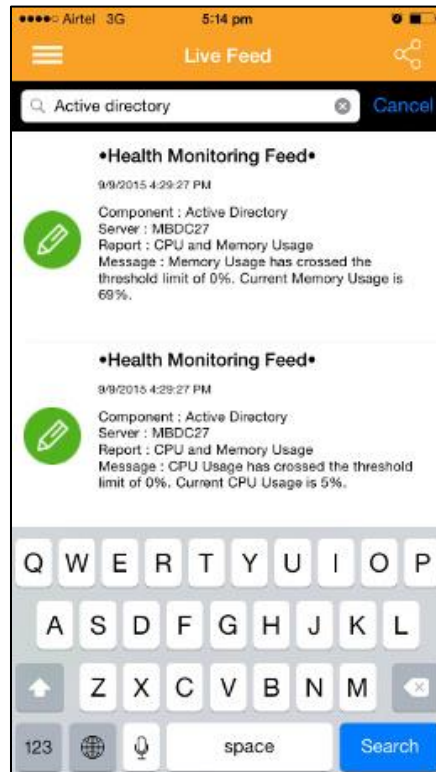 Airtel 3G 5:14 pm
Live Feed
Active directory Cancel
•Health Monitoring Feed•
9/9/2015 4:29:27 PM
Component : Active Directory
Server : MBDC27
Report : CPU and Memory Usage
Message : Memory Usage has crossed the
threshold limit of 0%. Current Memory Usage is
69%.
•Health Monitoring Feed•
9/9/2015 4:29:27 PM
Component : Active Directory
Server : MBDC27
Report : CPU and Memory Usage
Message : CPU Usage has crossed the threshold
limit of 0%. Current CPU Usage is 5%.
Q W E R T Y U I O P
A S D F G H J K L
Z X C V B N M
123 space Search